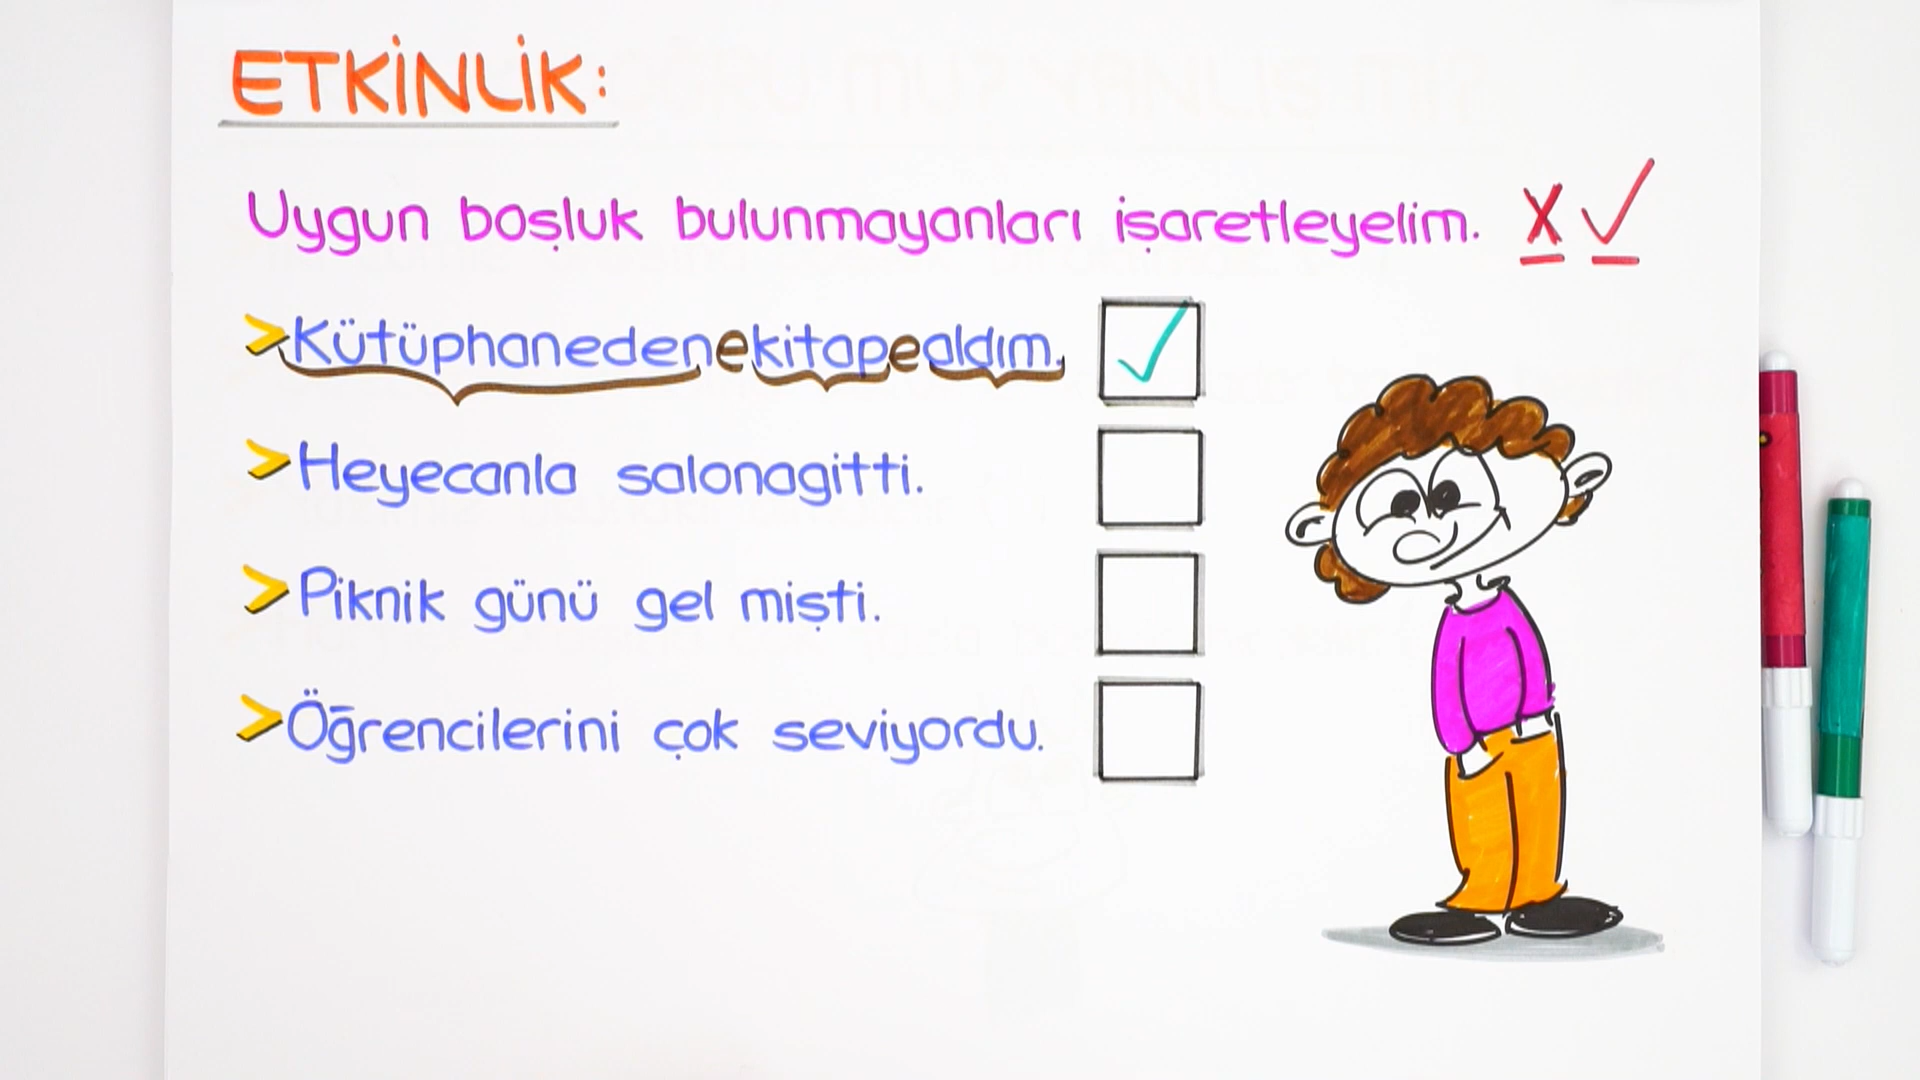 ETKİNLİK:
Uygun boşluk bulunmayanları işaretleyelim. X ✓
> Kütüphanedenekitapealdım. ✓
> Heyecanla salonagitti.
> Piknik günü gel mişti.
> Öğrencilerini çok seviyordu.